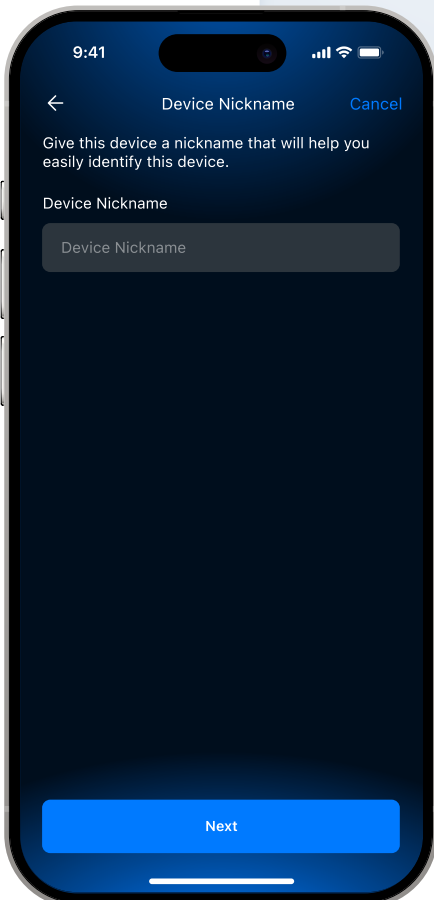 9:41
Device Nickname
Cancel
Give this device a nickname that will help you
easily identify this device.
Device Nickname
Device Nickname
Next